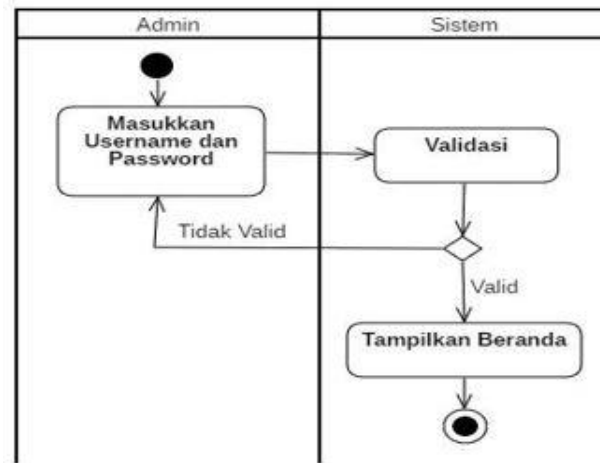 Admin
Sistem
Masukkan
Username dan
Password
Validasi
Tidak Valid
Valid
Tampilkan Beranda